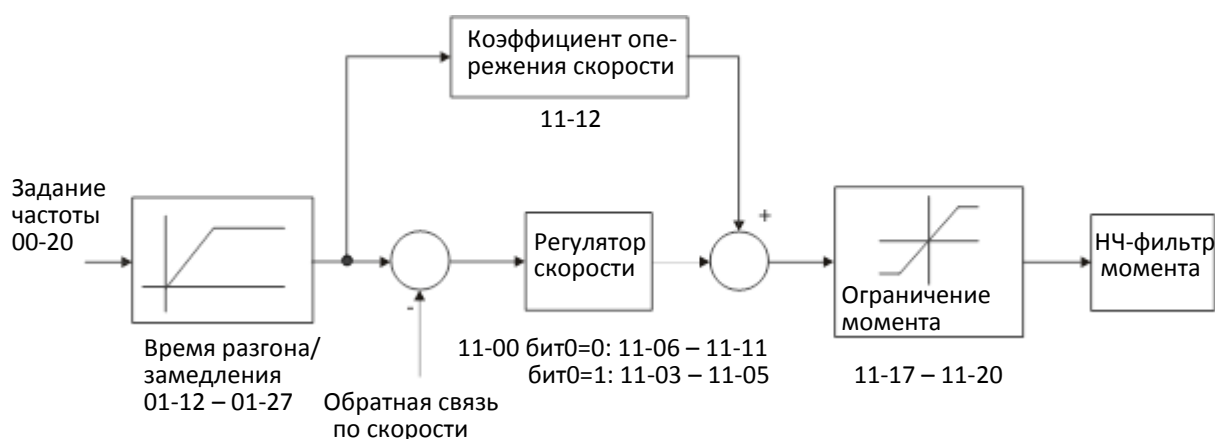 Коэффициент опе-
режения скорости
11-12
Задание
частоты
00-20
Время разгона/
замедления
01-12 – 01-27
-
Обратная связь
по скорости
Регулятор
скорости
11-00 бит0=0: 11-06 – 11-11
бит0=1: 11-03 – 11-05
+
Ограничение
момента
11-17 – 11-20
НЧ-фильтр
момента